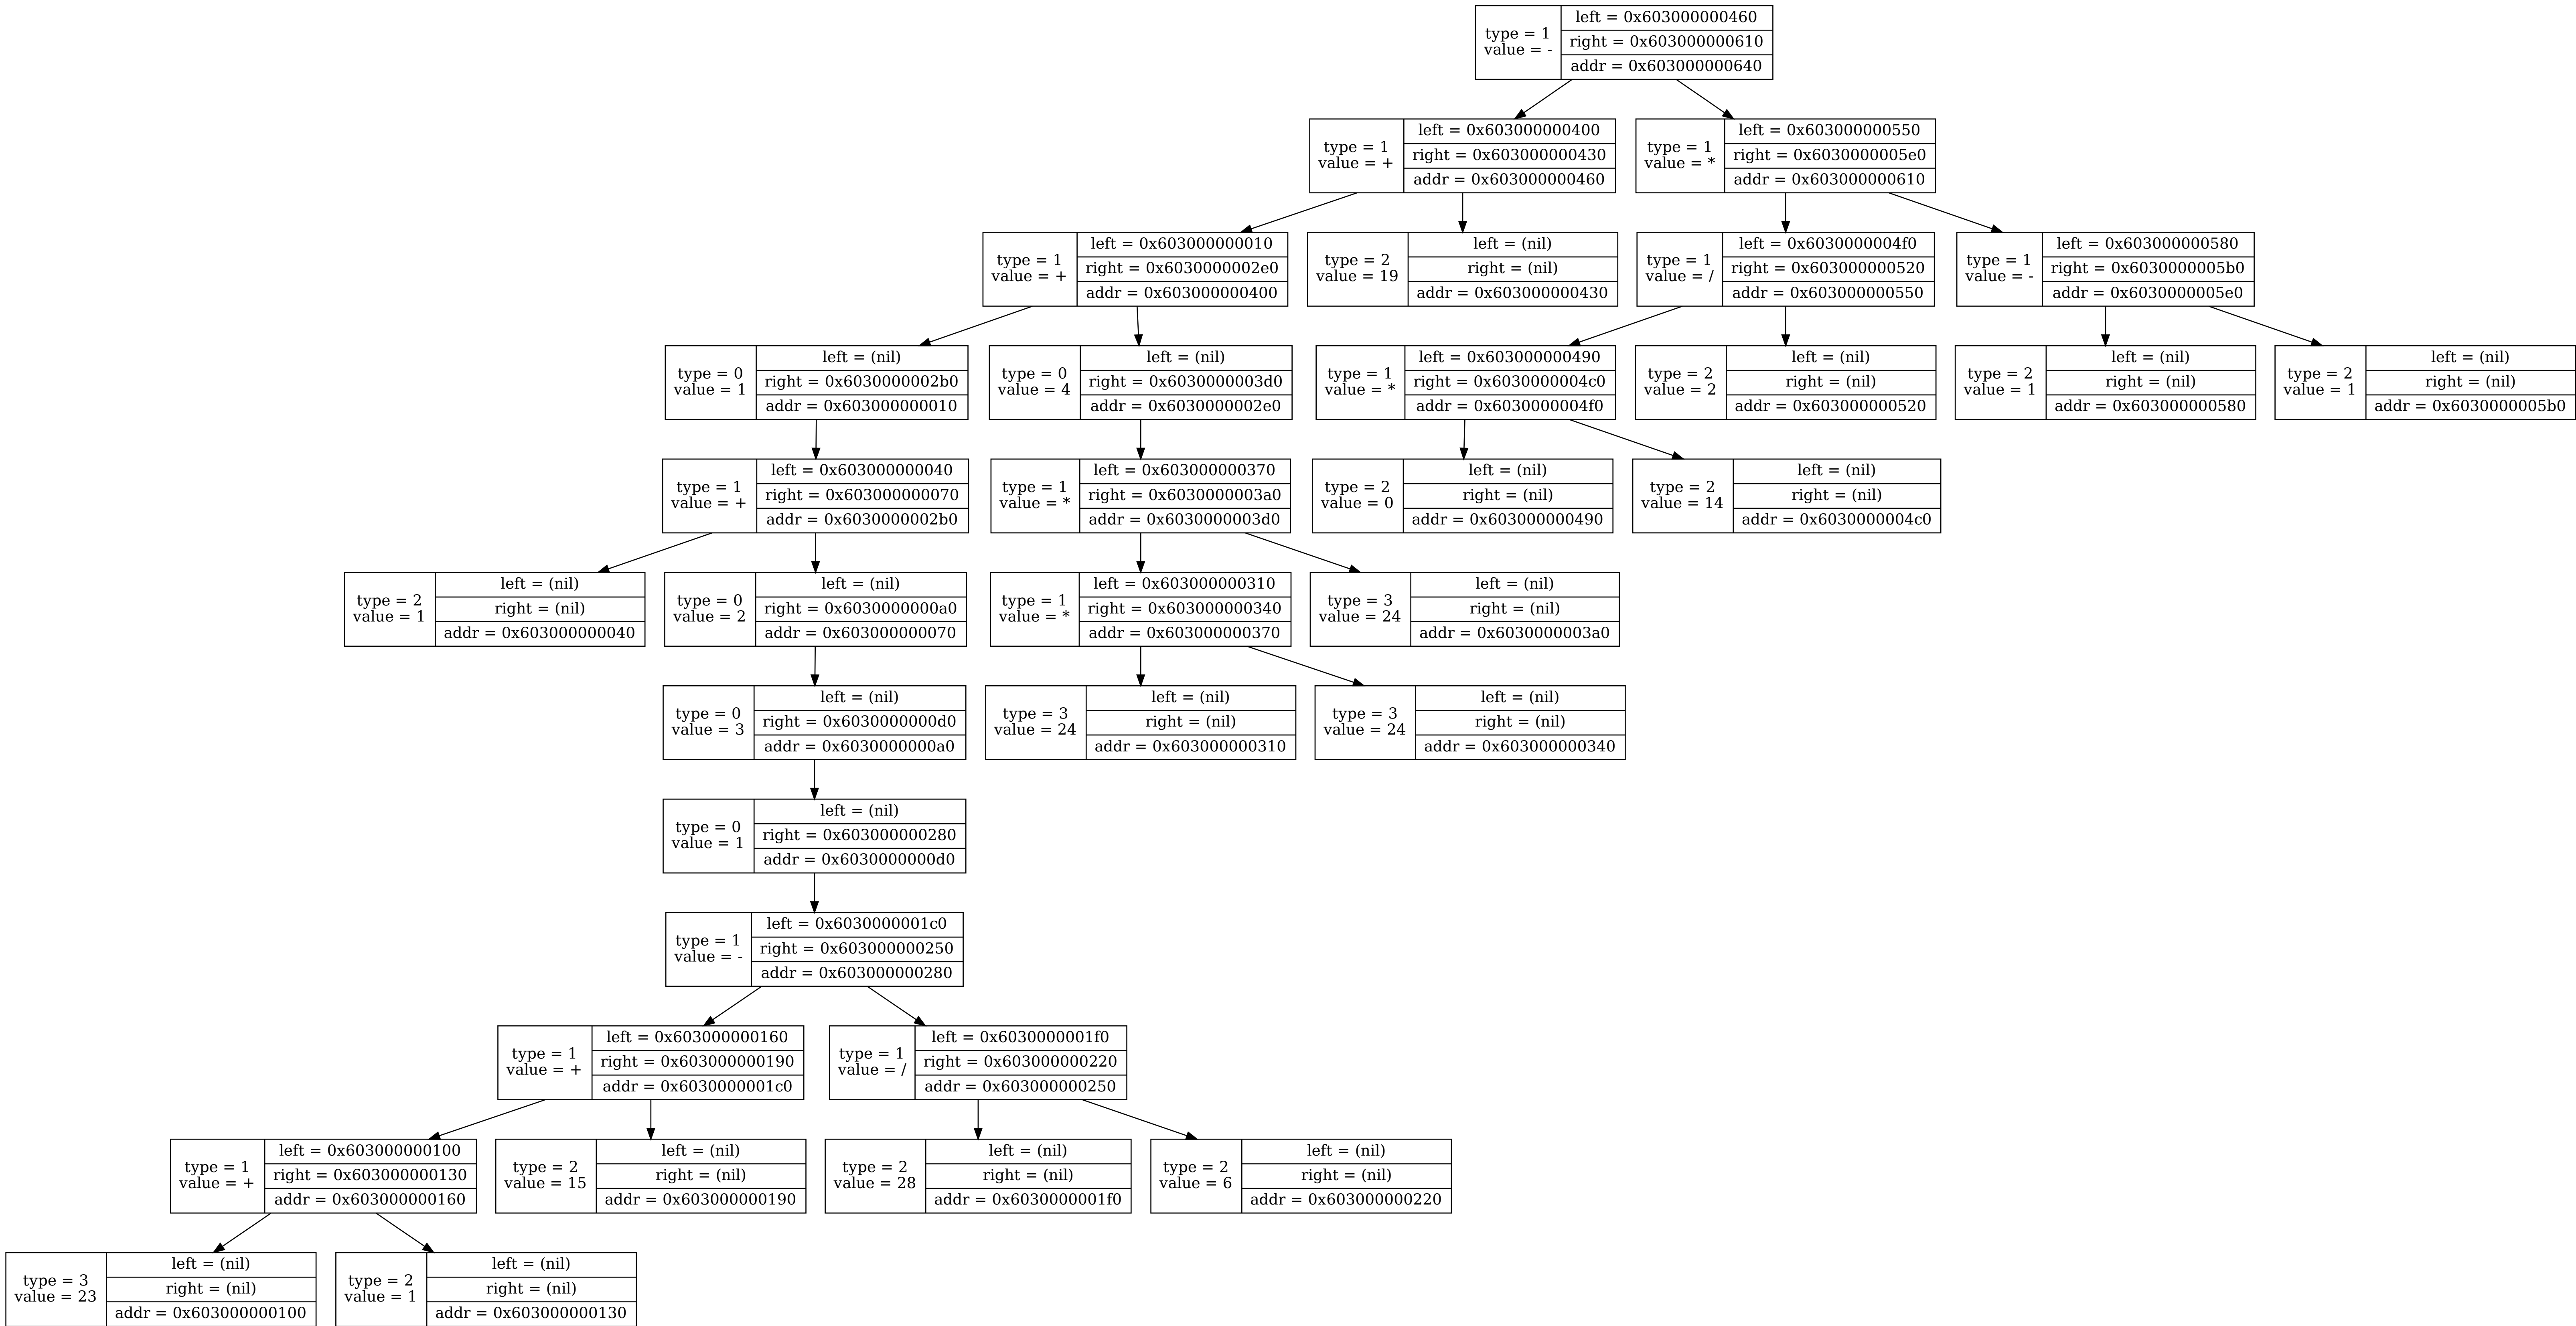 type = 1
value = -
left = 0x603000000460
right = 0x603000000610
addr = 0x603000000640
type = 1
value = +
left = 0x603000000400
right = 0x603000000430
addr = 0x603000000460
type = 1
value = *
left = 0x603000000550
right = 0x6030000005e0
addr = 0x603000000610
type = 1
value = +
left = 0x603000000010
right = 0x6030000002e0
addr = 0x603000000400
type = 2
value = 19
left = (nil)
right = (nil)
addr = 0x603000000430
type = 1
value = /
left = 0x6030000004f0
right = 0x603000000520
addr = 0x603000000550
type = 1
value = -
left = 0x603000000580
right = 0x6030000005b0
addr = 0x6030000005e0
type = 0
value = 1
left = (nil)
right = 0x6030000002b0
addr = 0x603000000010
type = 0
value = 4
left = (nil)
right = 0x6030000003d0
addr = 0x6030000002e0
type = 1
value = *
left = 0x603000000490
right = 0x6030000004c0
addr = 0x6030000004f0
type = 2
value = 2
left = (nil)
right = (nil)
addr = 0x603000000520
type = 2
value = 1
left = (nil)
right = (nil)
addr = 0x603000000580
type = 2
value = 1
left = (nil)
right = (nil)
addr = 0x6030000005b0
type = 1
value = +
left = 0x603000000040
right = 0x603000000070
addr = 0x6030000002b0
type = 1
value = *
left = 0x603000000370
right = 0x6030000003a0
addr = 0x6030000003d0
type = 2
value = 0
left = (nil)
right = (nil)
addr = 0x603000000490
type = 2
value = 14
left = (nil)
right = (nil)
addr = 0x6030000004c0
type = 2
value = 1
left = (nil)
right = (nil)
addr = 0x603000000040
type = 0
value = 2
left = (nil)
right = 0x6030000000a0
addr = 0x603000000070
type = 1
value = *
left = 0x603000000310
right = 0x603000000340
addr = 0x603000000370
type = 3
value = 24
left = (nil)
right = (nil)
addr = 0x6030000003a0
type = 0
value = 3
left = (nil)
right = 0x6030000000d0
addr = 0x6030000000a0
type = 3
value = 24
left = (nil)
right = (nil)
addr = 0x603000000310
type = 3
value = 24
left = (nil)
right = (nil)
addr = 0x603000000340
type = 0
value = 1
left = (nil)
right = 0x603000000280
addr = 0x6030000000d0
type = 1
value = -
left = 0x6030000001c0
right = 0x603000000250
addr = 0x603000000280
type = 1
value = +
left = 0x603000000160
right = 0x603000000190
addr = 0x6030000001c0
type = 1
value = /
left = 0x6030000001f0
right = 0x603000000220
addr = 0x603000000250
type = 1
value = +
left = 0x603000000100
right = 0x603000000130
addr = 0x603000000160
type = 2
value = 15
left = (nil)
right = (nil)
addr = 0x603000000190
type = 2
value = 28
left = (nil)
right = (nil)
addr = 0x6030000001f0
type = 2
value = 6
left = (nil)
right = (nil)
addr = 0x603000000220
type = 3
value = 23
left = (nil)
right = (nil)
addr = 0x603000000100
type = 2
value = 1
left = (nil)
right = (nil)
addr = 0x603000000130